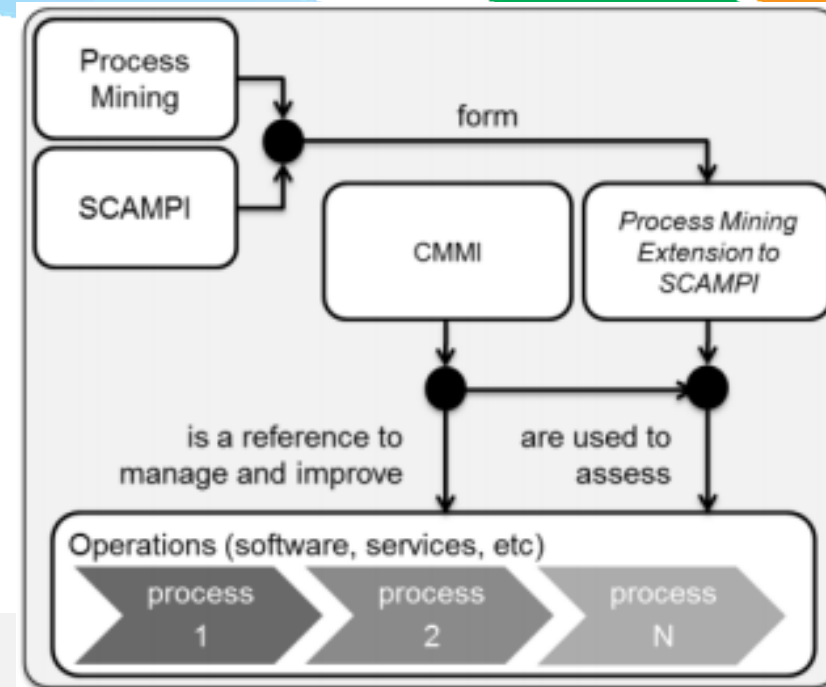 Process
Mining
form
SCAMPI
CMMI
Process Mining
Extension to
SCAMPI
is a reference to
manage and improve
are used to
assess
Operations (software, services, etc)
process
1
process
2
process
N